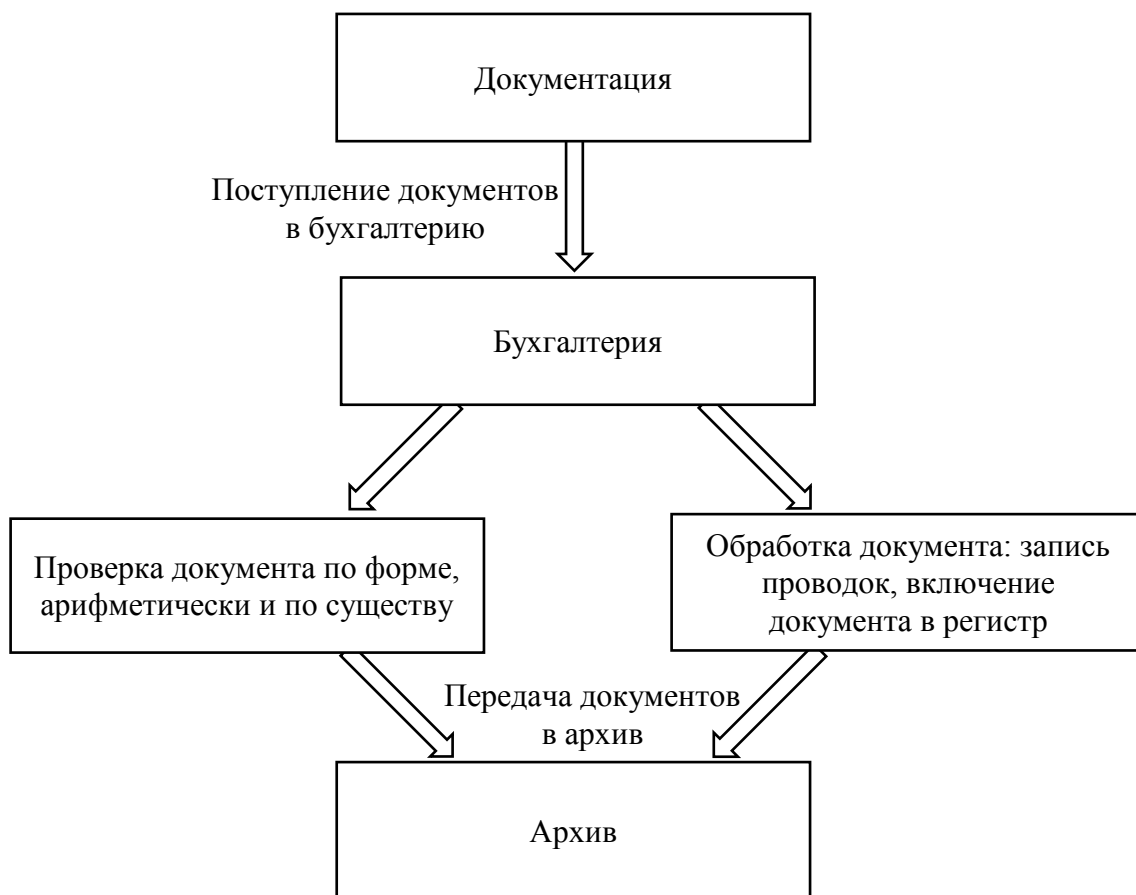 Документация
Поступление документов
в бухгалтерию
Бухгалтерия
Проверка документа по форме,
арифметически и по существу
Обработка документа: запись
проводок, включение
документа в регистр
Передача документов
в архив
Архив